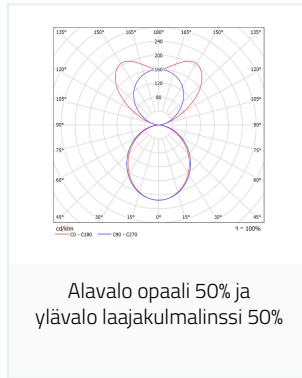 135° 150° 165° 180° 165° 150° 135°
240
120° 200 120°
160
105° 120 105°
80
90° 90°
75° 75°
60° 60°
45° 30° 15° 0° 15° 30° 45°
cd/klm η = 100%
C0 - C180 C90 - C270
Alavalo opaali 50% ja
ylävalo laajakulmalinssi 50%